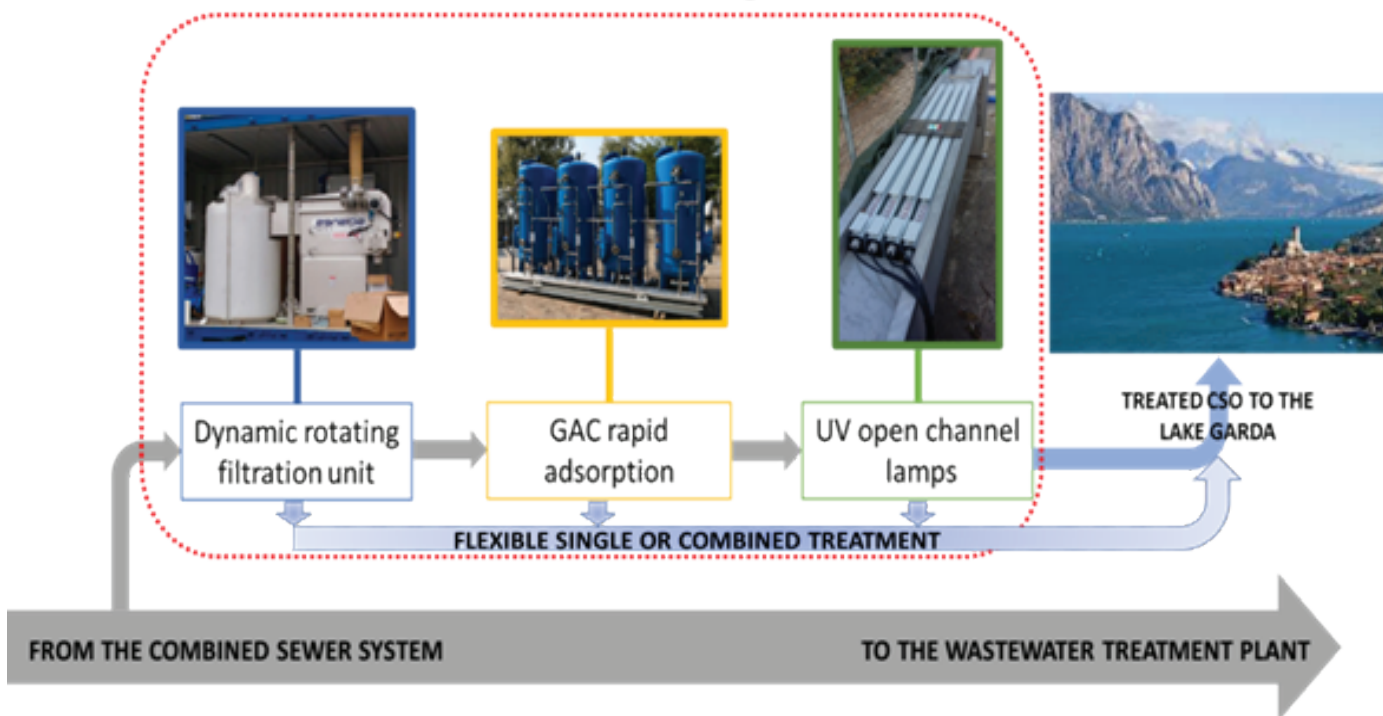 Dynamic rotating
filtration unit
GAC rapid
adsorption
UV open channel
lamps
TREATED CSO TO THE
LAKE GARDA
FLEXIBLE SINGLE OR COMBINED TREATMENT
FROM THE COMBINED SEWER SYSTEM
TO THE WASTEWATER TREATMENT PLANT